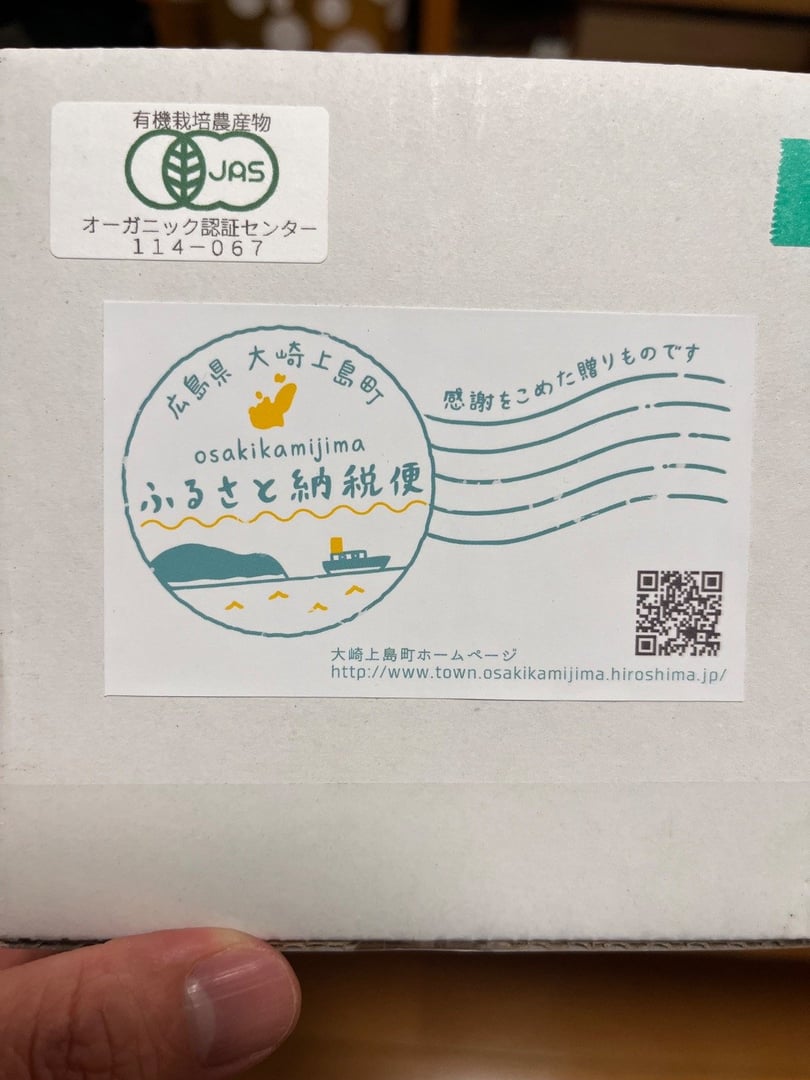 有機栽培農産物
JAS
オーガニック認証センター
114-067
広島県 大崎上島町
osakikamijima
ふるさと納税便
感謝をこめた贈りものです
大崎上島町ホームページ
http://www.town.osakikamijima.hiroshima.jp/